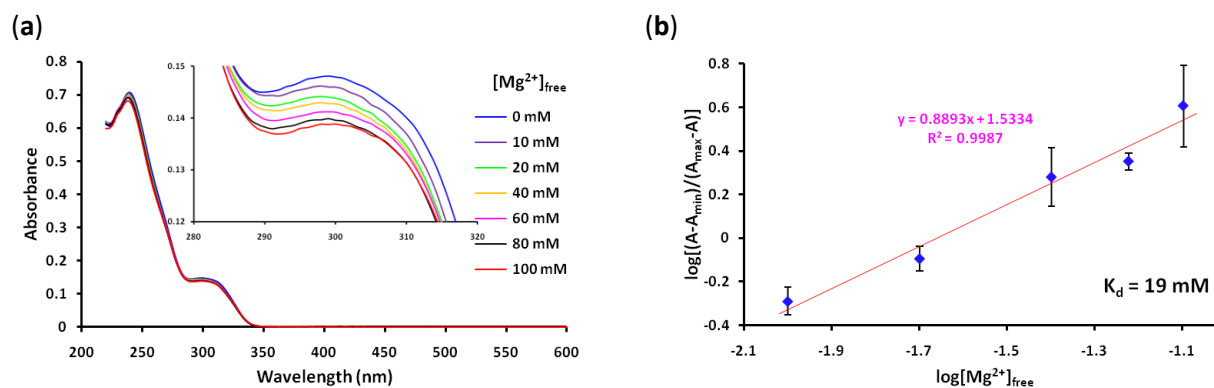 (a)
Absorbance
0.8
0.7
0.6
0.5
0.4
0.3
0.2
0.1
0
200 250 300 350 400 450 500 550 600
Wavelength (nm)
0.15
0.14
0.13
0.12
280 290 300 310 320
[Mg²⁺]free
0 mM
10 mM
20 mM
40 mM
60 mM
80 mM
100 mM
(b)
log[(A-Amin)/(Amax-A)]
0.8
0.6
0.4
0.2
0
-0.2
-0.4
-2.1 -1.9 -1.7 -1.5 -1.3 -1.1
log[Mg²⁺]free
y = 0.8893x + 1.5334
R² = 0.9987
Kd = 19 mM